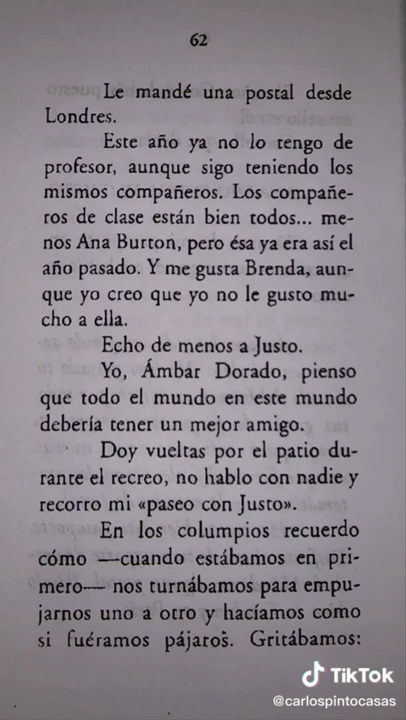 62
Le mandé una postal desde
Londres.
Este año ya no lo tengo de
profesor, aunque sigo teniendo los
mismos compañeros. Los compañe-
ros de clase están bien todos... me-
nos Ana Burton, pero ésa ya era así el
año pasado. Y me gusta Brenda, aun-
que yo creo que yo no le gusto mu-
cho a ella.
Echo de menos a Justo.
Yo, Ámbar Dorado, pienso
que todo el mundo en este mundo
debería tener un mejor amigo.
Doy vueltas por el patio du-
rante el recreo, no hablo con nadie y
recorro mi «paseo con Justo».
En los columpios recuerdo
cómo —cuando estábamos en pri-
mero— nos turnábamos para empu-
jarnos uno a otro y hacíamos como
si fuéramos pájaros. Gritábamos:
TikTok
@carlospintocasas